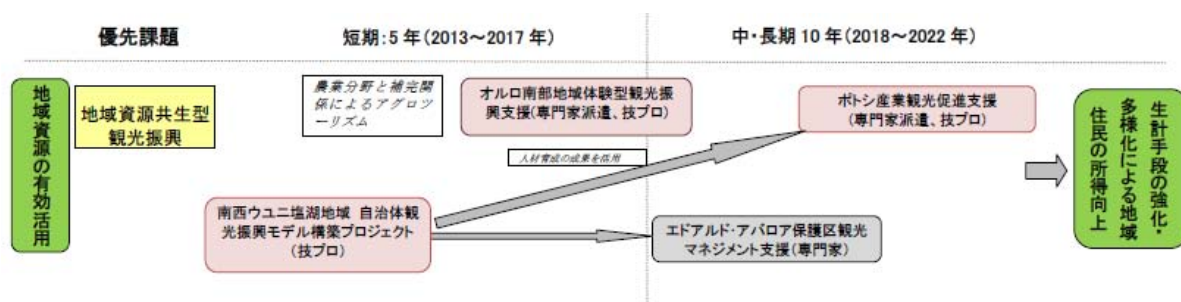 優先課題
短期:5年(2013～2017年)
中・長期10年(2018～2022年)
地域資源の有効活用
地域資源共生型
観光振興
農業分野と補完関
係によるアグロツ
ーリズム
オルロ南部地域体験型観光振
興支援(専門家派遣、技プロ)
ポトシ産業観光促進支援
(専門家派遣、技プロ)
人材育成の成果を活用
南西ウユニ塩湖地域 自治体観
光振興モデル構築プロジェクト
(技プロ)
エドアルド・アバロア保護区観光
マネジメント支援(専門家)
生計手段の強化・
多様化による地域
住民の所得向上